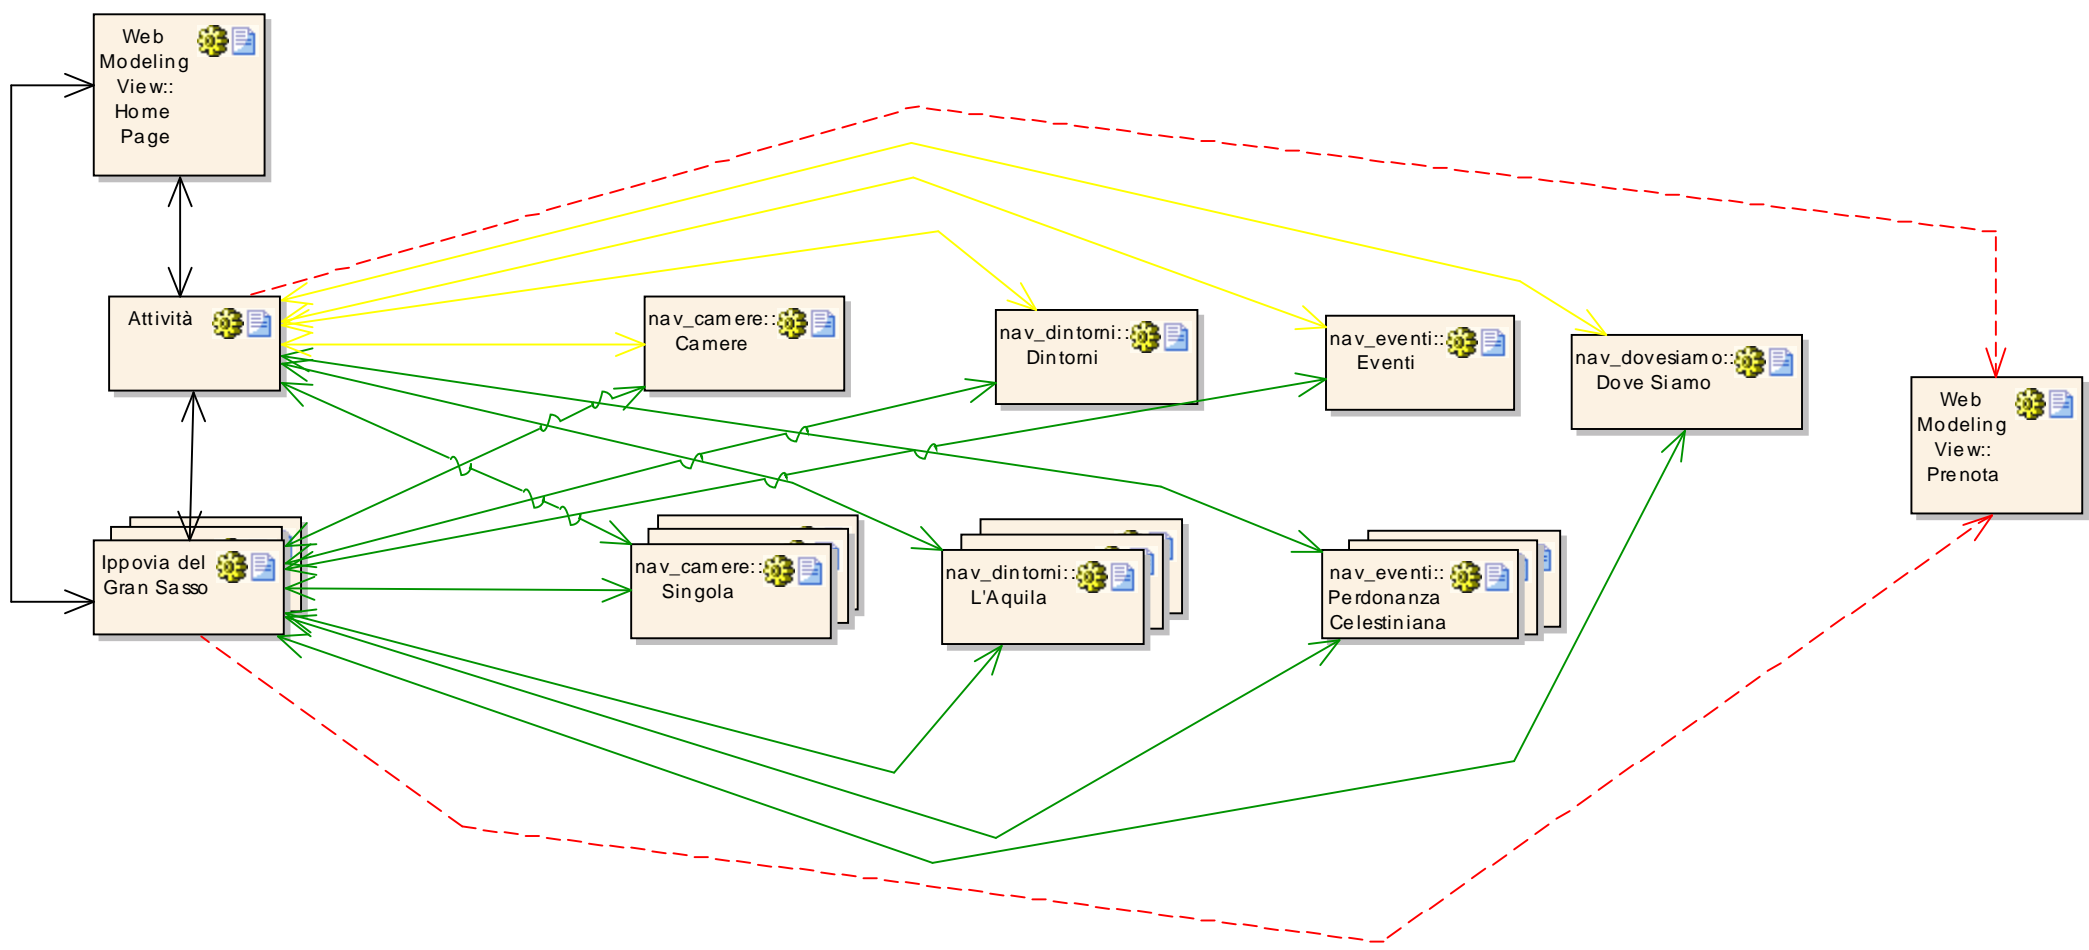 Web
Modeling
View::
Home
Page
Attività
nav_camere::
Camere
nav_dintorni::
Dintorni
nav_eventi::
Eventi
nav_dovesiamo::
Dove Siamo
Web
Modeling
View::
Prenota
Ippovia del
Gran Sasso
nav_camere::
Singola
nav_dintorni::
L'Aquila
nav_eventi::
Perdonanza
Celestiniana